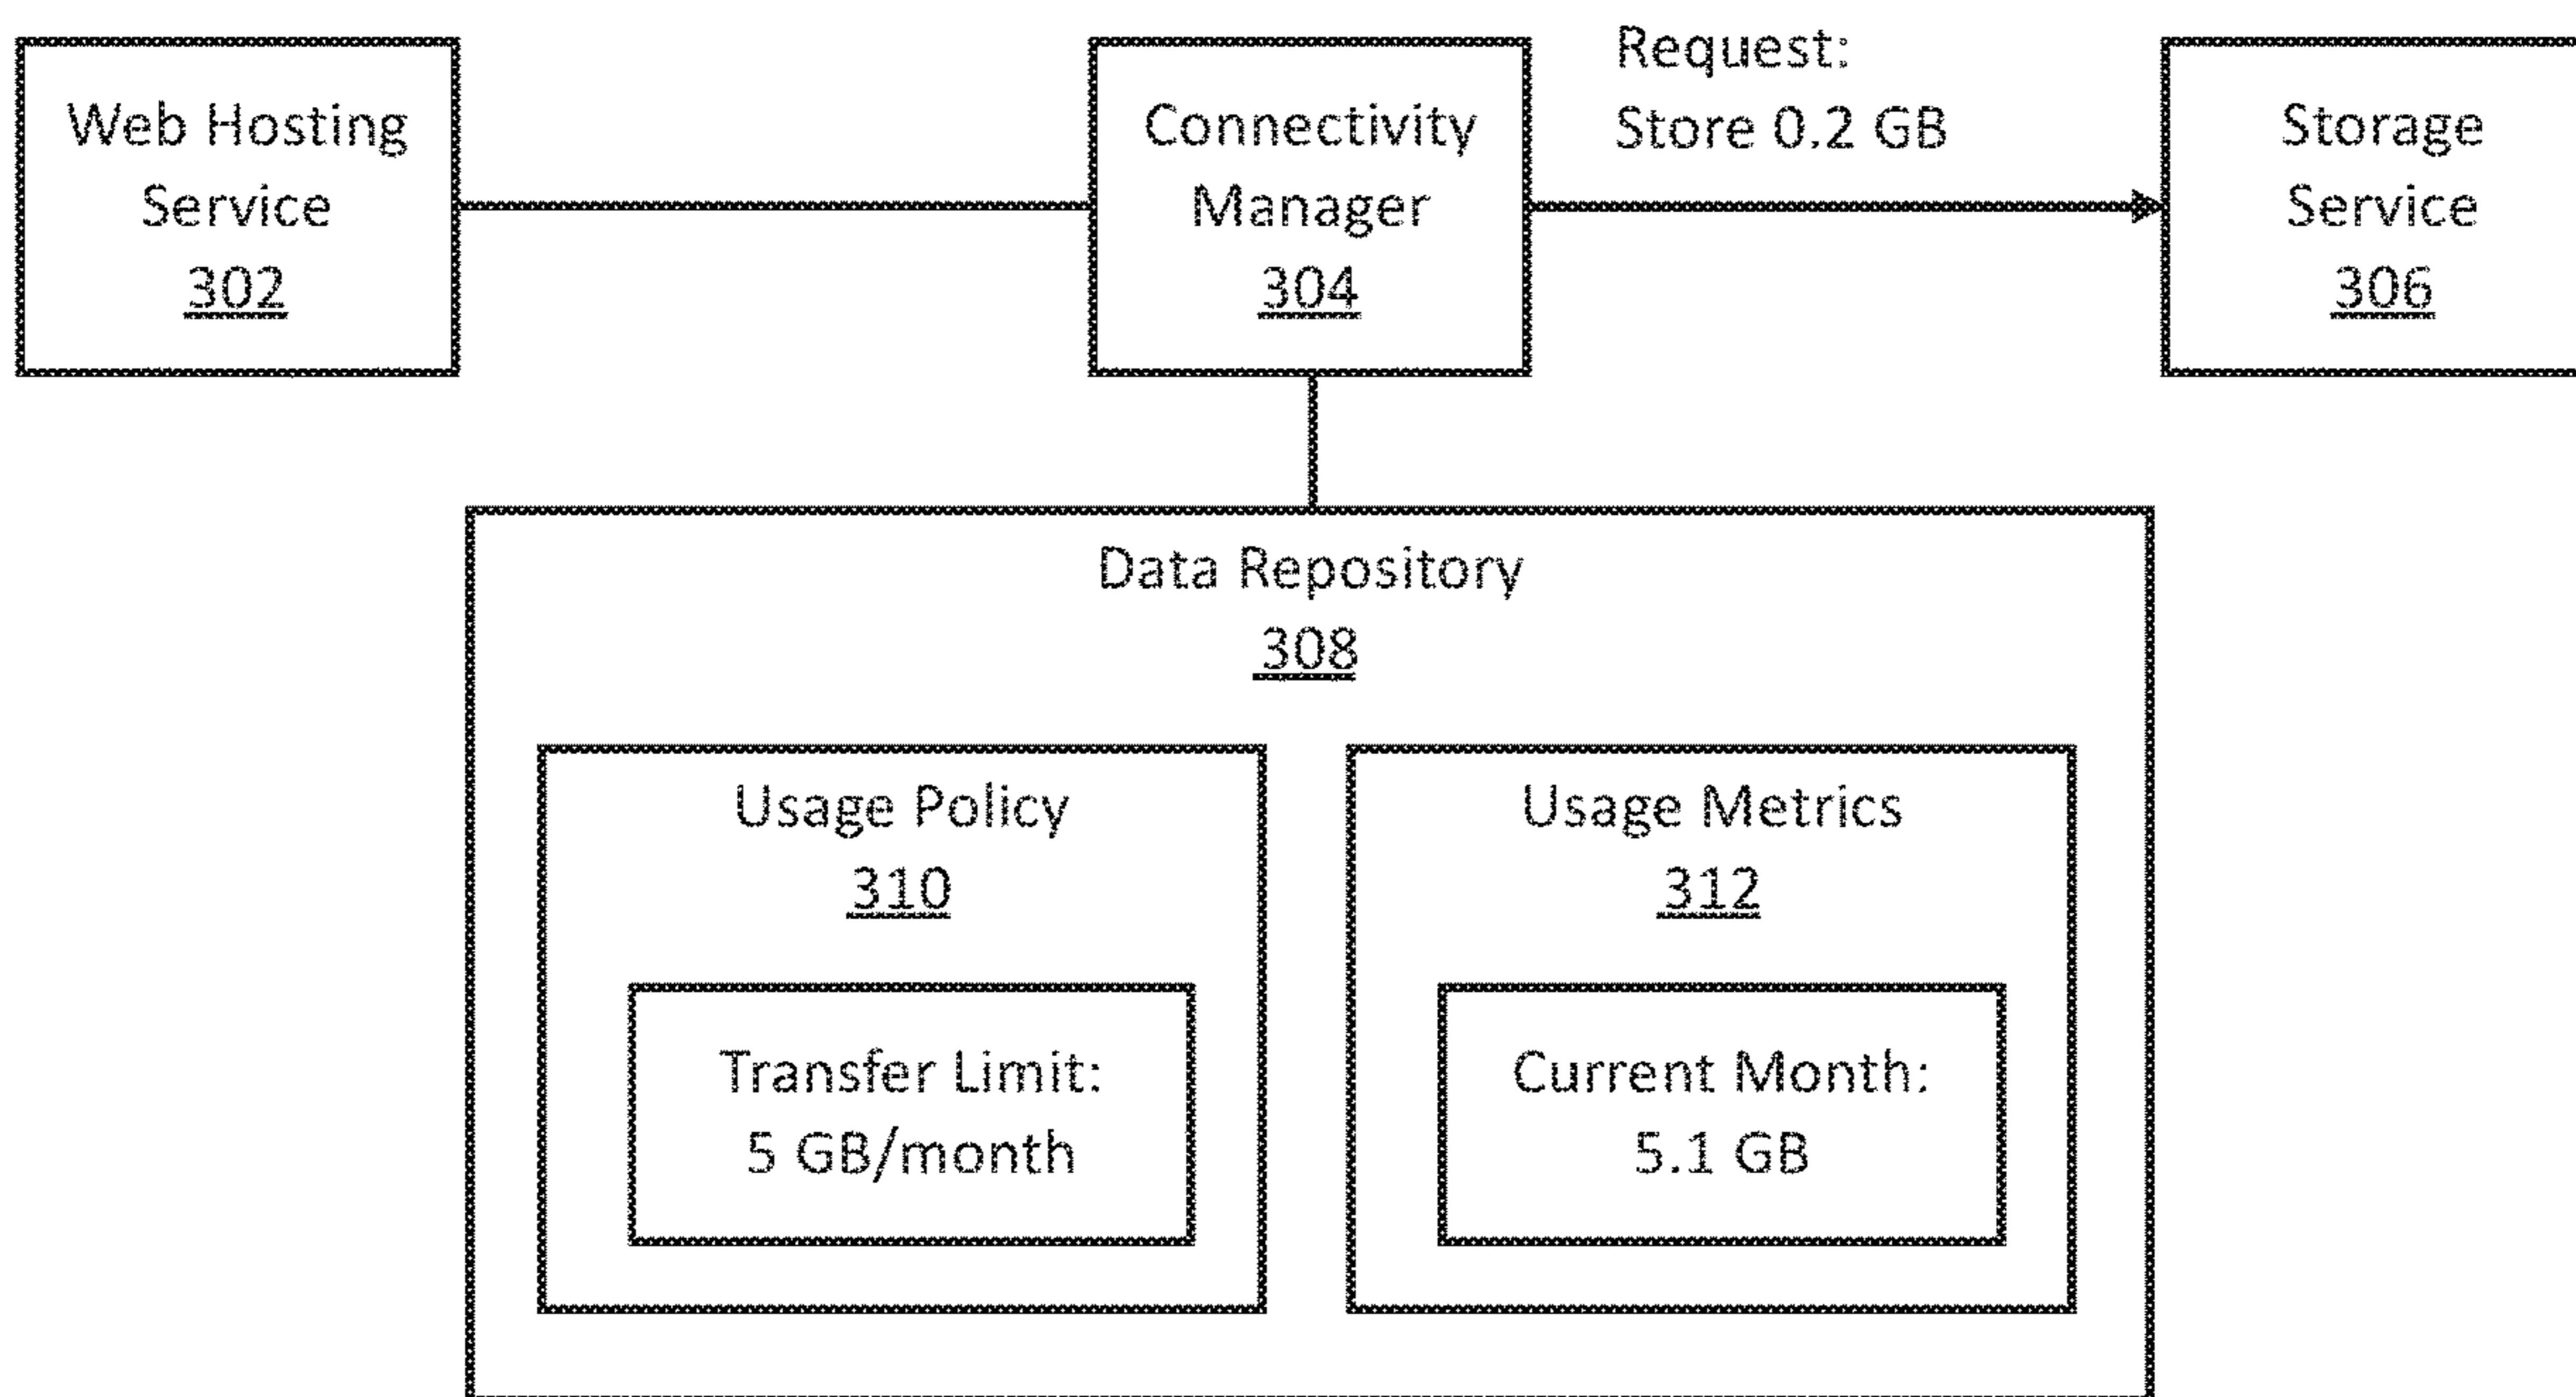 Web Hosting
Service
302
Connectivity
Manager
304
Request:
Store 0.2 GB
Storage
Service
306
Data Repository
308
Usage Policy
310
Transfer Limit:
5 GB/month
Usage Metrics
312
Current Month:
5.1 GB